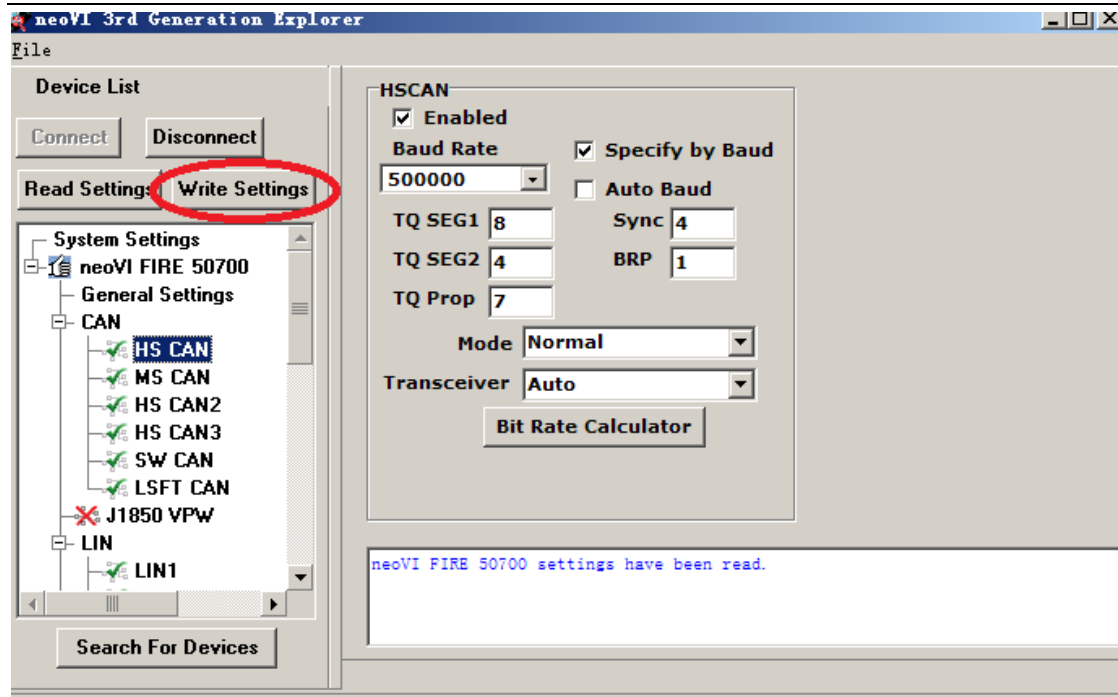 neoVI 3rd Generation Explorer
File
Device List
Connect Disconnect
Read Settings Write Settings
System Settings
neoVI FIRE 50700
General Settings
CAN
HS CAN
MS CAN
HS CAN2
HS CAN3
SW CAN
LSFT CAN
J1850 VPW
LIN
LIN1
Search For Devices
HSCAN
Enabled
Baud Rate Specify by Baud
500000 Auto Baud
TQ SEG1 8 Sync 4
TQ SEG2 4 BRP 1
TQ Prop 7
Mode Normal
Transceiver Auto
Bit Rate Calculator
neoVI FIRE 50700 settings have been read.